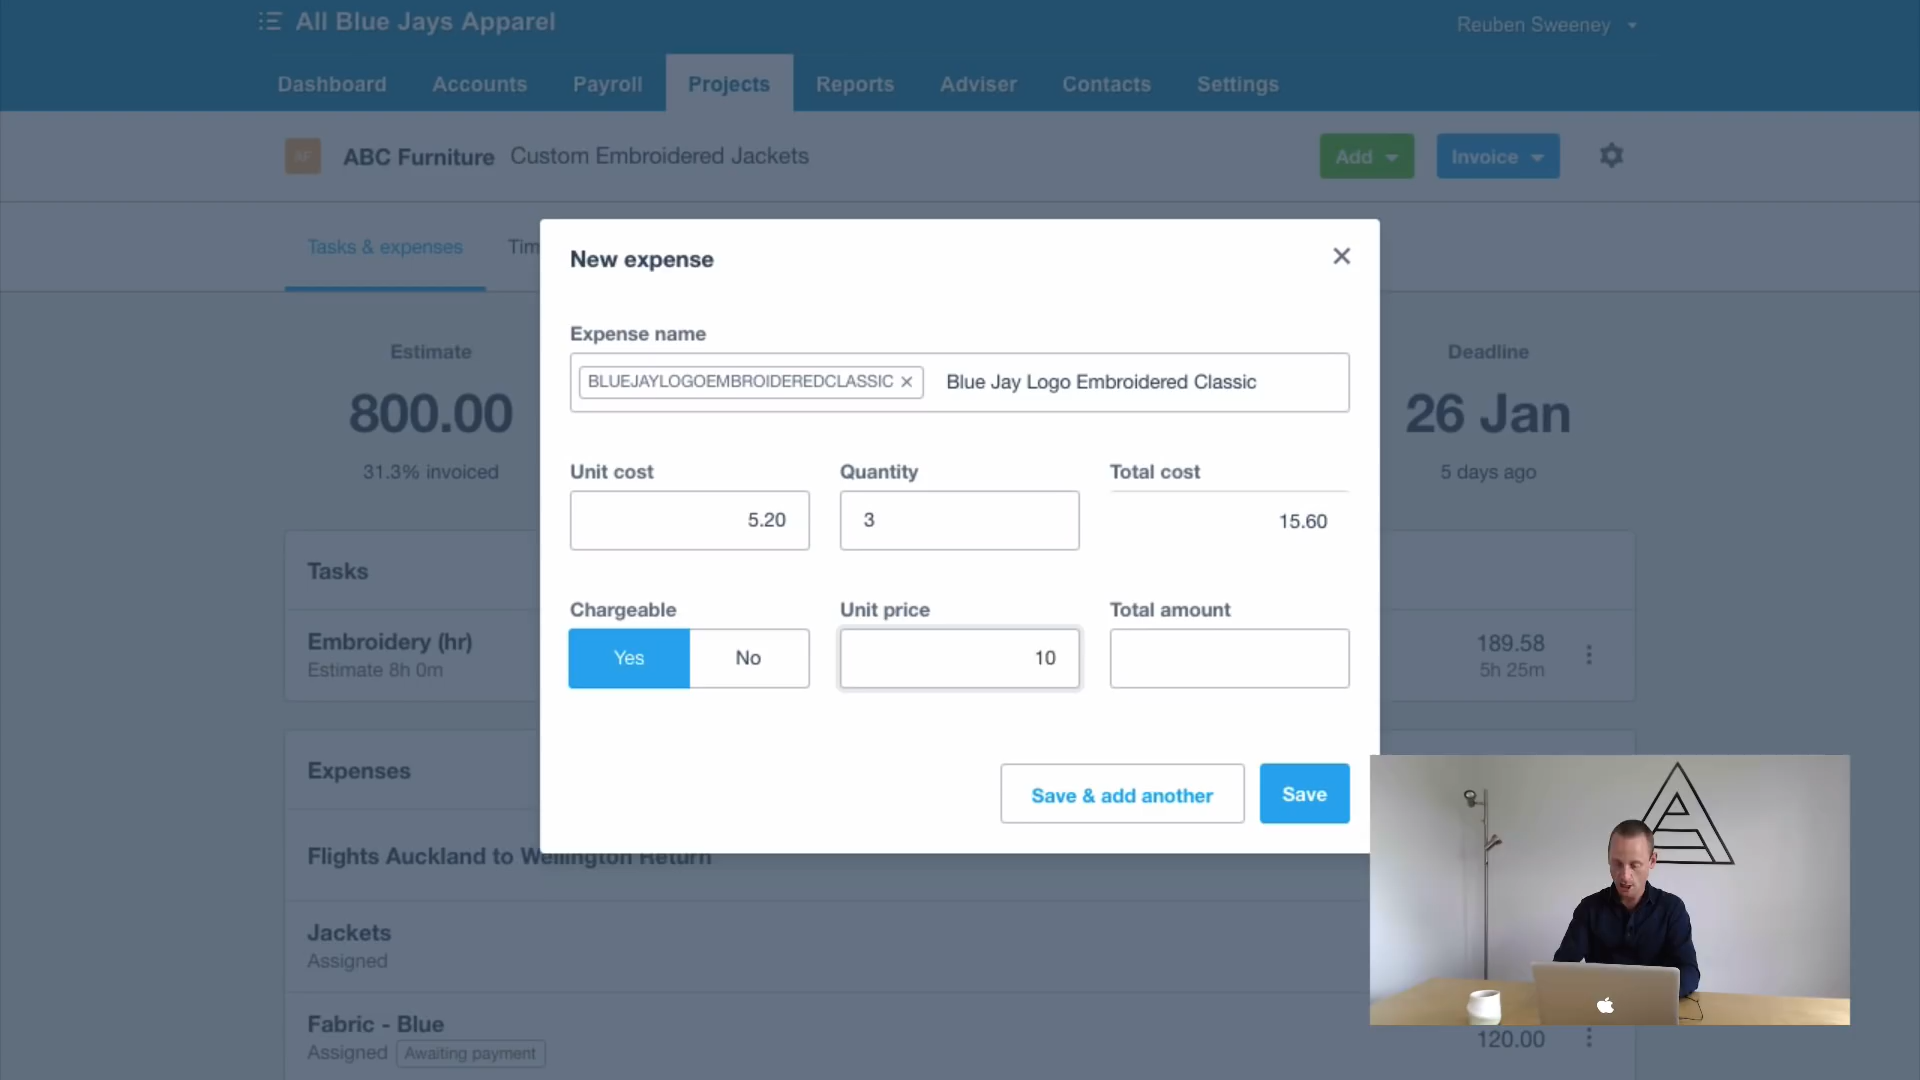 All Blue Jays Apparel
Reuben Sweeney
Dashboard Accounts Payroll Projects Reports Adviser Contacts Settings
ABC Furniture Custom Embroidered Jackets
Add Invoice
Tasks & expenses Tim
New expense
Expense name
BLUEJAYLOGOEMBROIDEREDCLASSIC Blue Jay Logo Embroidered Classic
Unit cost Quantity Total cost
5.20 3 15.60
Chargeable Unit price Total amount
Yes No 10
Save & add another Save
Estimate
800.00
31.3% invoiced
Deadline
26 Jan
5 days ago
Tasks
Embroidery (hr) 189.58
Estimate 8h 0m 5h 25m
Expenses
Flights Auckland to Wellington Return
Jackets
Assigned
Fabric - Blue
Assigned Awaiting payment 120.00